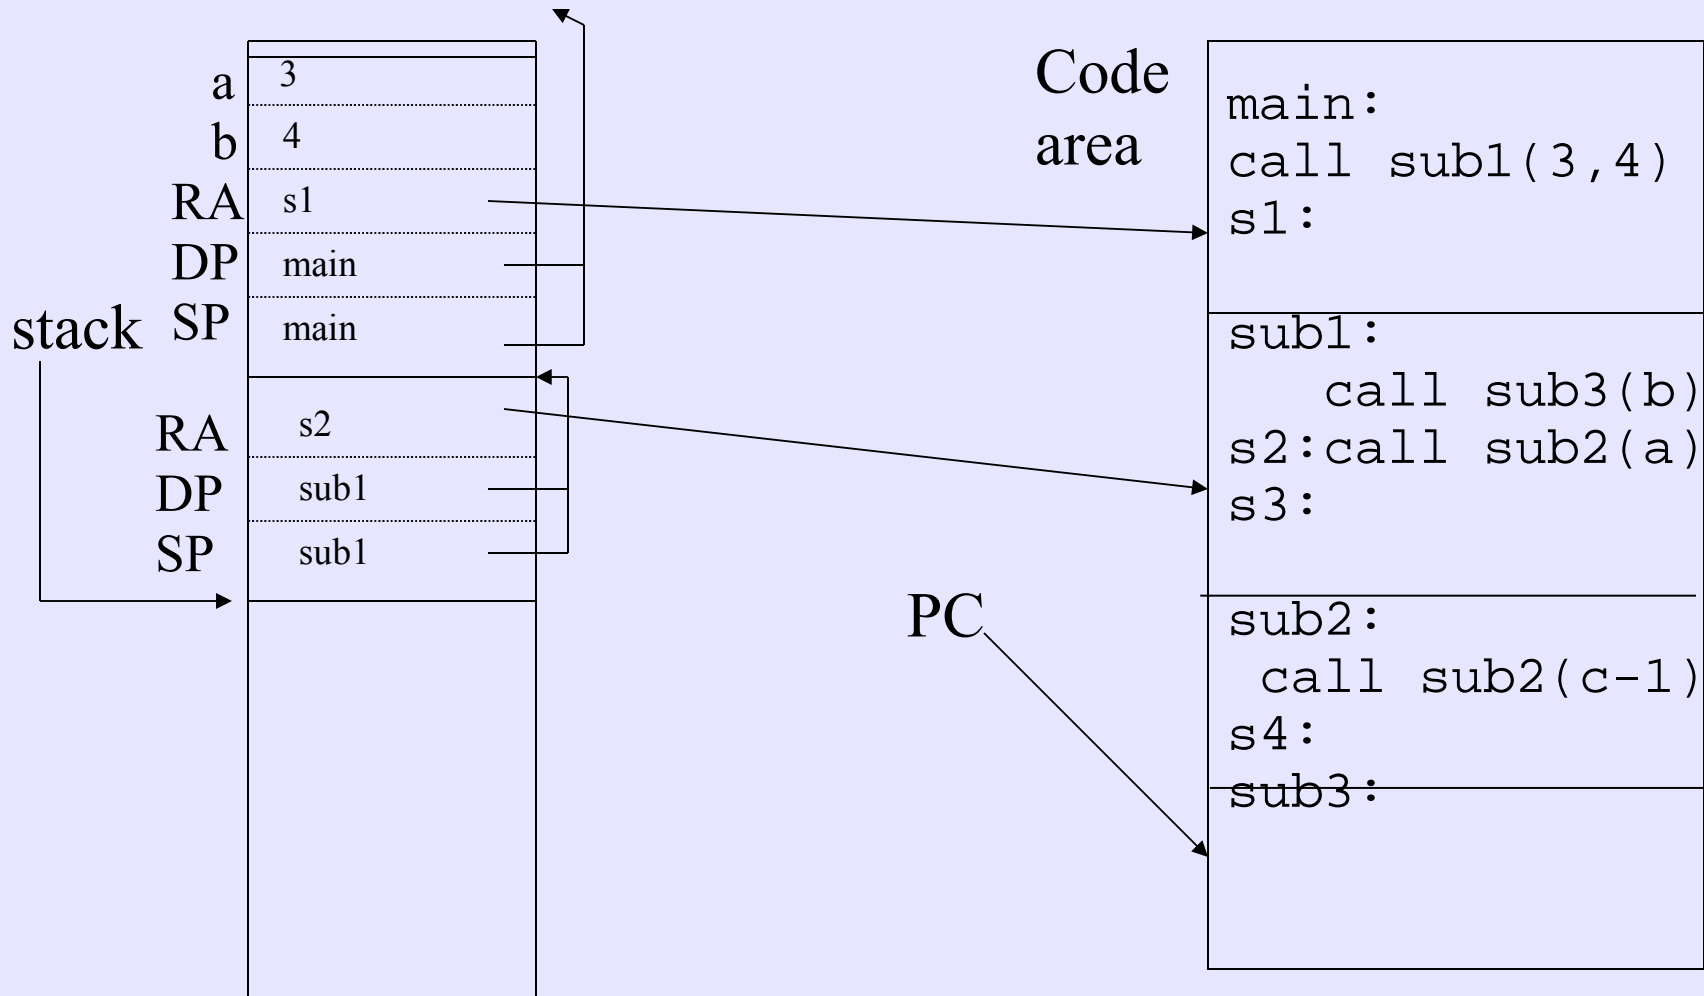 a 3
b 4
RA s1
DP main
SP main
stack
RA s2
DP sub1
SP sub1
Code
area
PC
main:
call sub1(3,4)
s1:
sub1:
call sub3(b)
s2:call sub2(a)
s3:
sub2:
call sub2(c-1)
s4:
sub3: